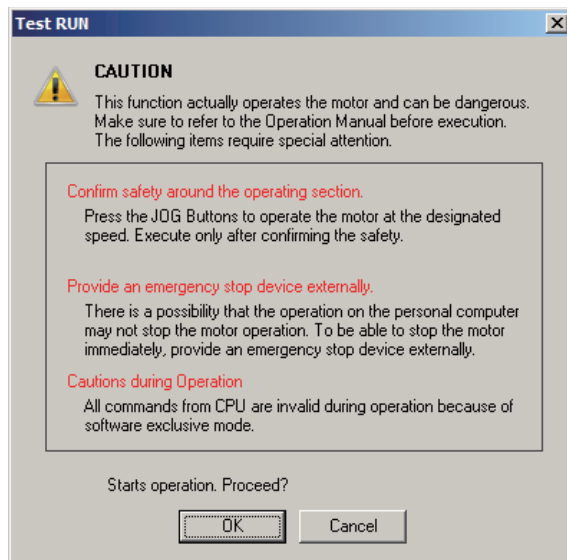 Test RUN
CAUTION
This function actually operates the motor and can be dangerous.
Make sure to refer to the Operation Manual before execution.
The following items require special attention.
Confirm safety around the operating section.
Press the JOG Buttons to operate the motor at the designated
speed. Execute only after confirming the safety.
Provide an emergency stop device externally.
There is a possibility that the operation on the personal computer
may not stop the motor operation. To be able to stop the motor
immediately, provide an emergency stop device externally.
Cautions during Operation
All commands from CPU are invalid during operation because of
software exclusive mode.
Starts operation. Proceed?
OK
Cancel